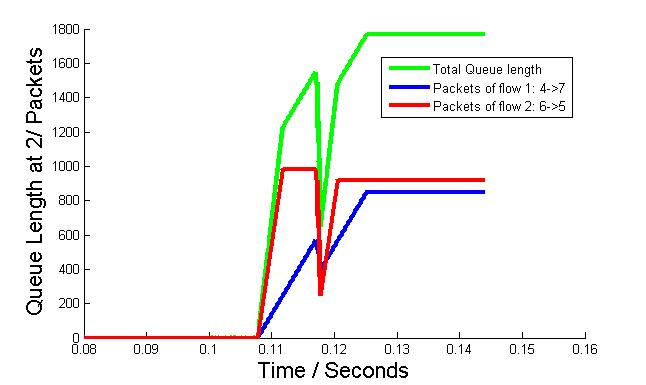 Queue Length at 2/ Packets
1800
1600
1400
1200
1000
800
600
400
200
0
Total Queue length
Packets of flow 1: 4->7
Packets of flow 2: 6->5
0.08 0.09 0.1 0.11 0.12 0.13 0.14 0.15 0.16
Time / Seconds